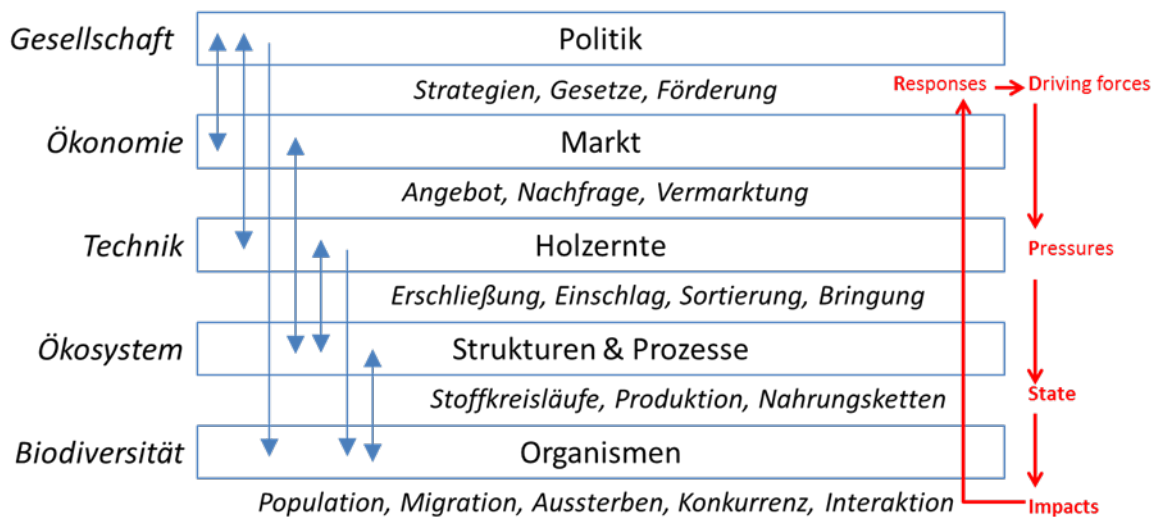 Gesellschaft Politik
Strategien, Gesetze, Förderung Responses Driving forces
Ökonomie Markt
Angebot, Nachfrage, Vermarktung
Technik Holzernte Pressures
Erschließung, Einschlag, Sortierung, Bringung
Ökosystem Strukturen & Prozesse
Stoffkreisläufe, Produktion, Nahrungsketten State
Biodiversität Organismen
Population, Migration, Aussterben, Konkurrenz, Interaktion Impacts